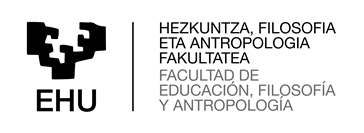 EHU
HEZKUNTZA, FILOSOFIA
ETA ANTROPOLOGIA
FAKULTATEA
FACULTAD DE
EDUCACIÓN, FILOSOFÍA
Y ANTROPOLOGÍA